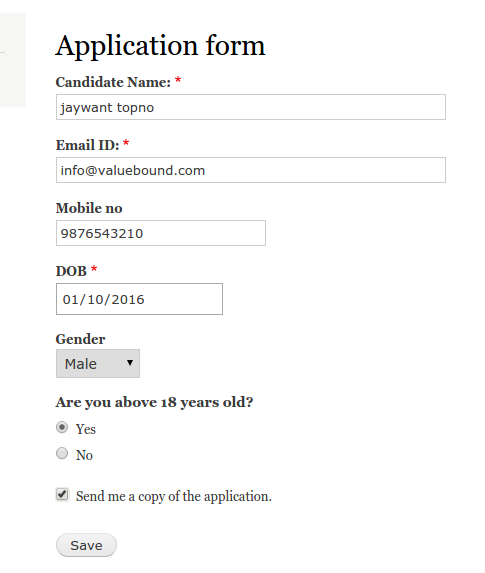 Application form
Candidate Name: *
jaywant topno
Email ID: *
info@valuebound.com
Mobile no
9876543210
DOB *
01/10/2016
Gender
Male
Are you above 18 years old?
Yes
No
Send me a copy of the application.
Save